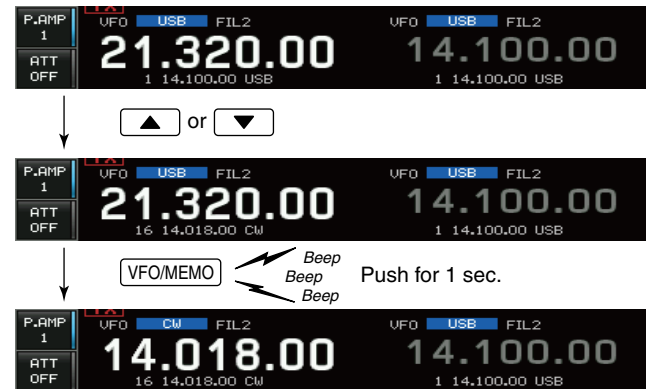 P.AMP 1 VFO USB FIL2 VFO USB FIL2
21.320.00 14.100.00
ATT OFF 1 14.100.00 USB 1 14.100.00 USB
or
P.AMP 1 VFO USB FIL2 VFO USB FIL2
21.320.00 14.100.00
ATT OFF 16 14.018.00 CW 1 14.100.00 USB
Beep
VFO/MEMO Beep Push for 1 sec.
Beep
P.AMP 1 VFO CW FIL2 VFO USB FIL2
14.018.00 14.100.00
ATT OFF 16 14.018.00 CW 1 14.100.00 USB